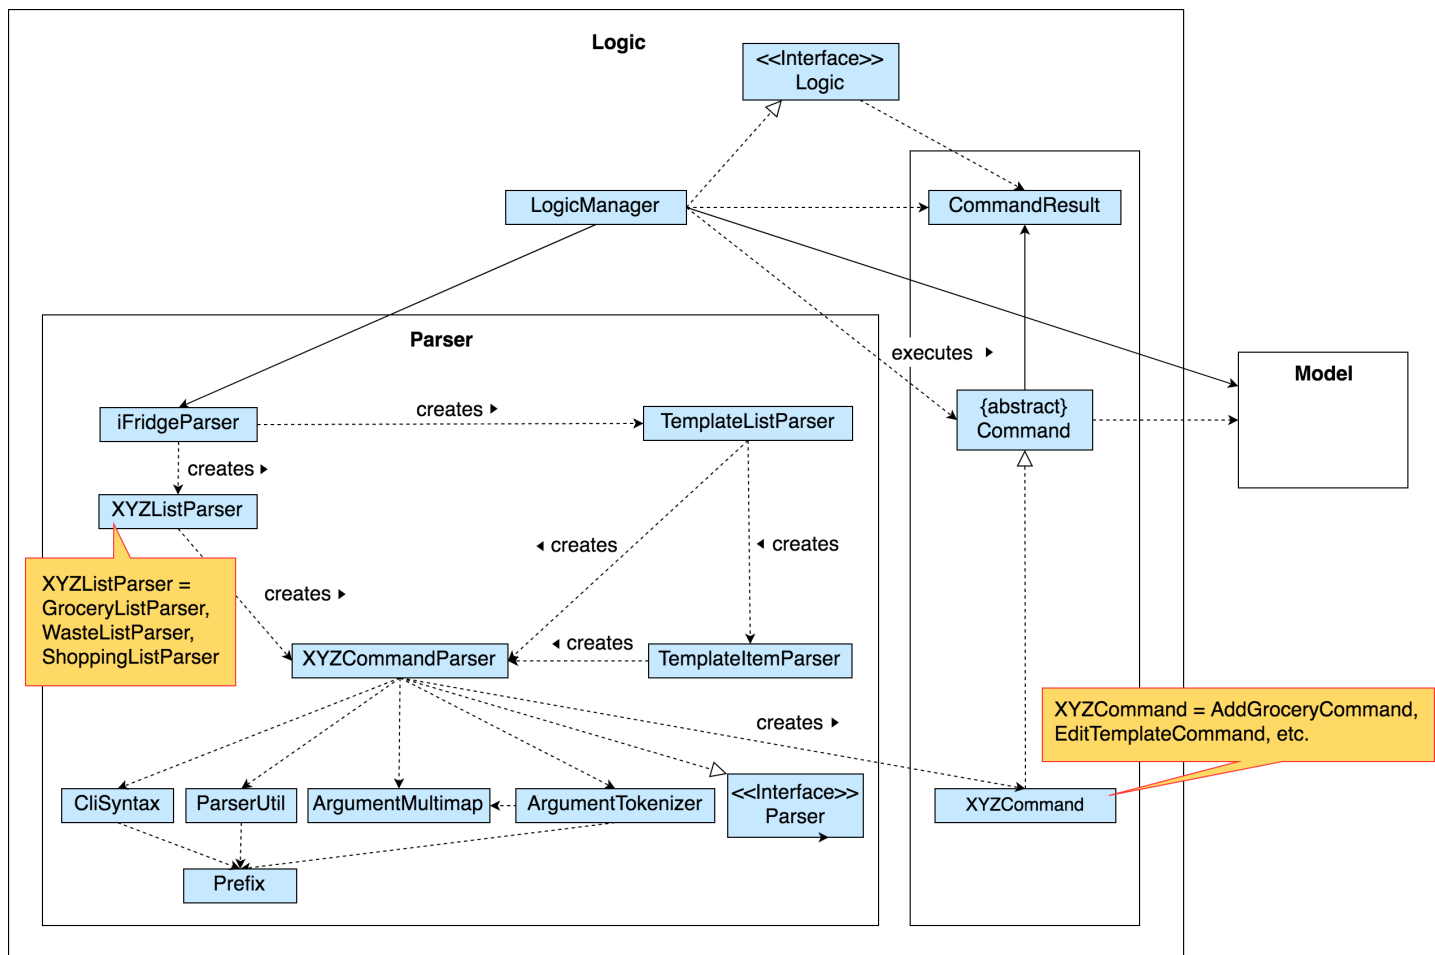 Logic
<<Interface>>
Logic
LogicManager
CommandResult
Parser
executes
Model
iFridgeParser
creates
TemplateListParser
{abstract}
Command
creates
XYZListParser
creates
creates
XYZListParser =
GroceryListParser,
WasteListParser,
ShoppingListParser
creates
creates
XYZCommandParser
TemplateItemParser
creates
XYZCommand = AddGroceryCommand,
EditTemplateCommand, etc.
CliSyntax
ParserUtil
ArgumentMultimap
ArgumentTokenizer
<<Interface>>
Parser
XYZCommand
Prefix